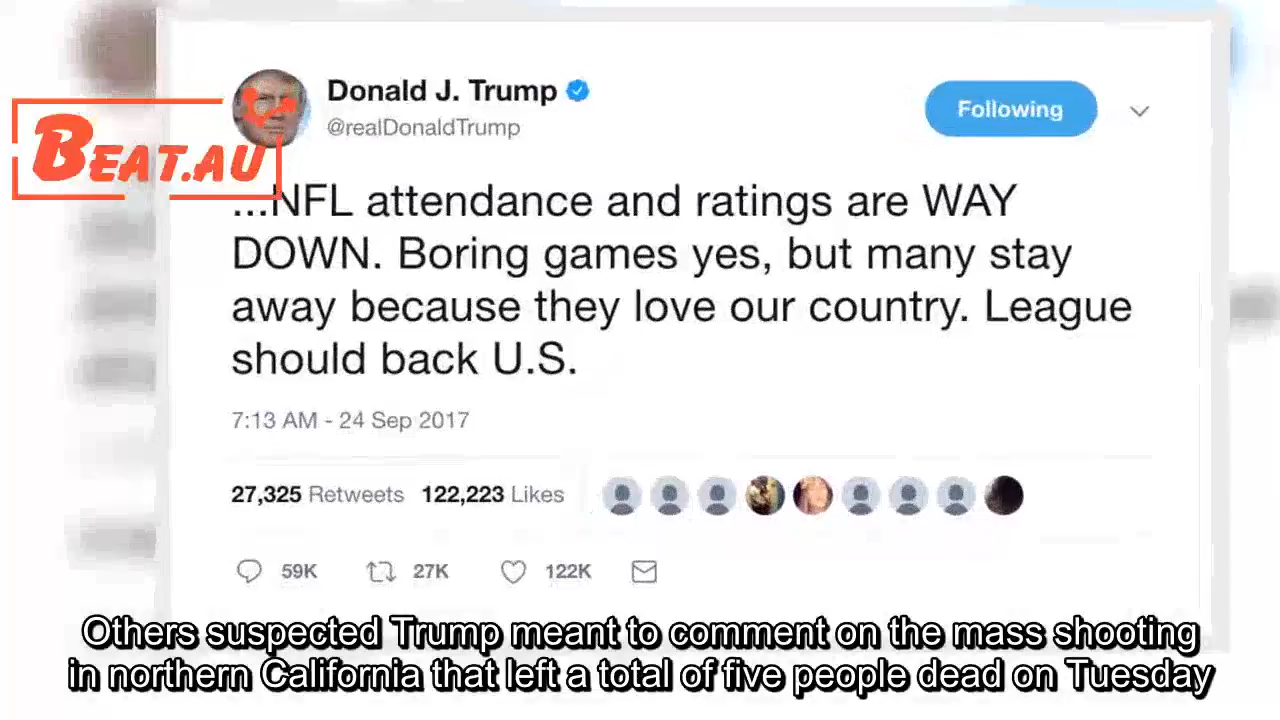 Donald J. Trump
@realDonaldTrump
Following
BEAT.AU
...NFL attendance and ratings are WAY
DOWN. Boring games yes, but many stay
away because they love our country. League
should back U.S.
7:13 AM - 24 Sep 2017
27,325 Retweets 122,223 Likes
59K 27K 122K
Others suspected Trump meant to comment on the mass shooting
in northern California that left a total of five people dead on Tuesday